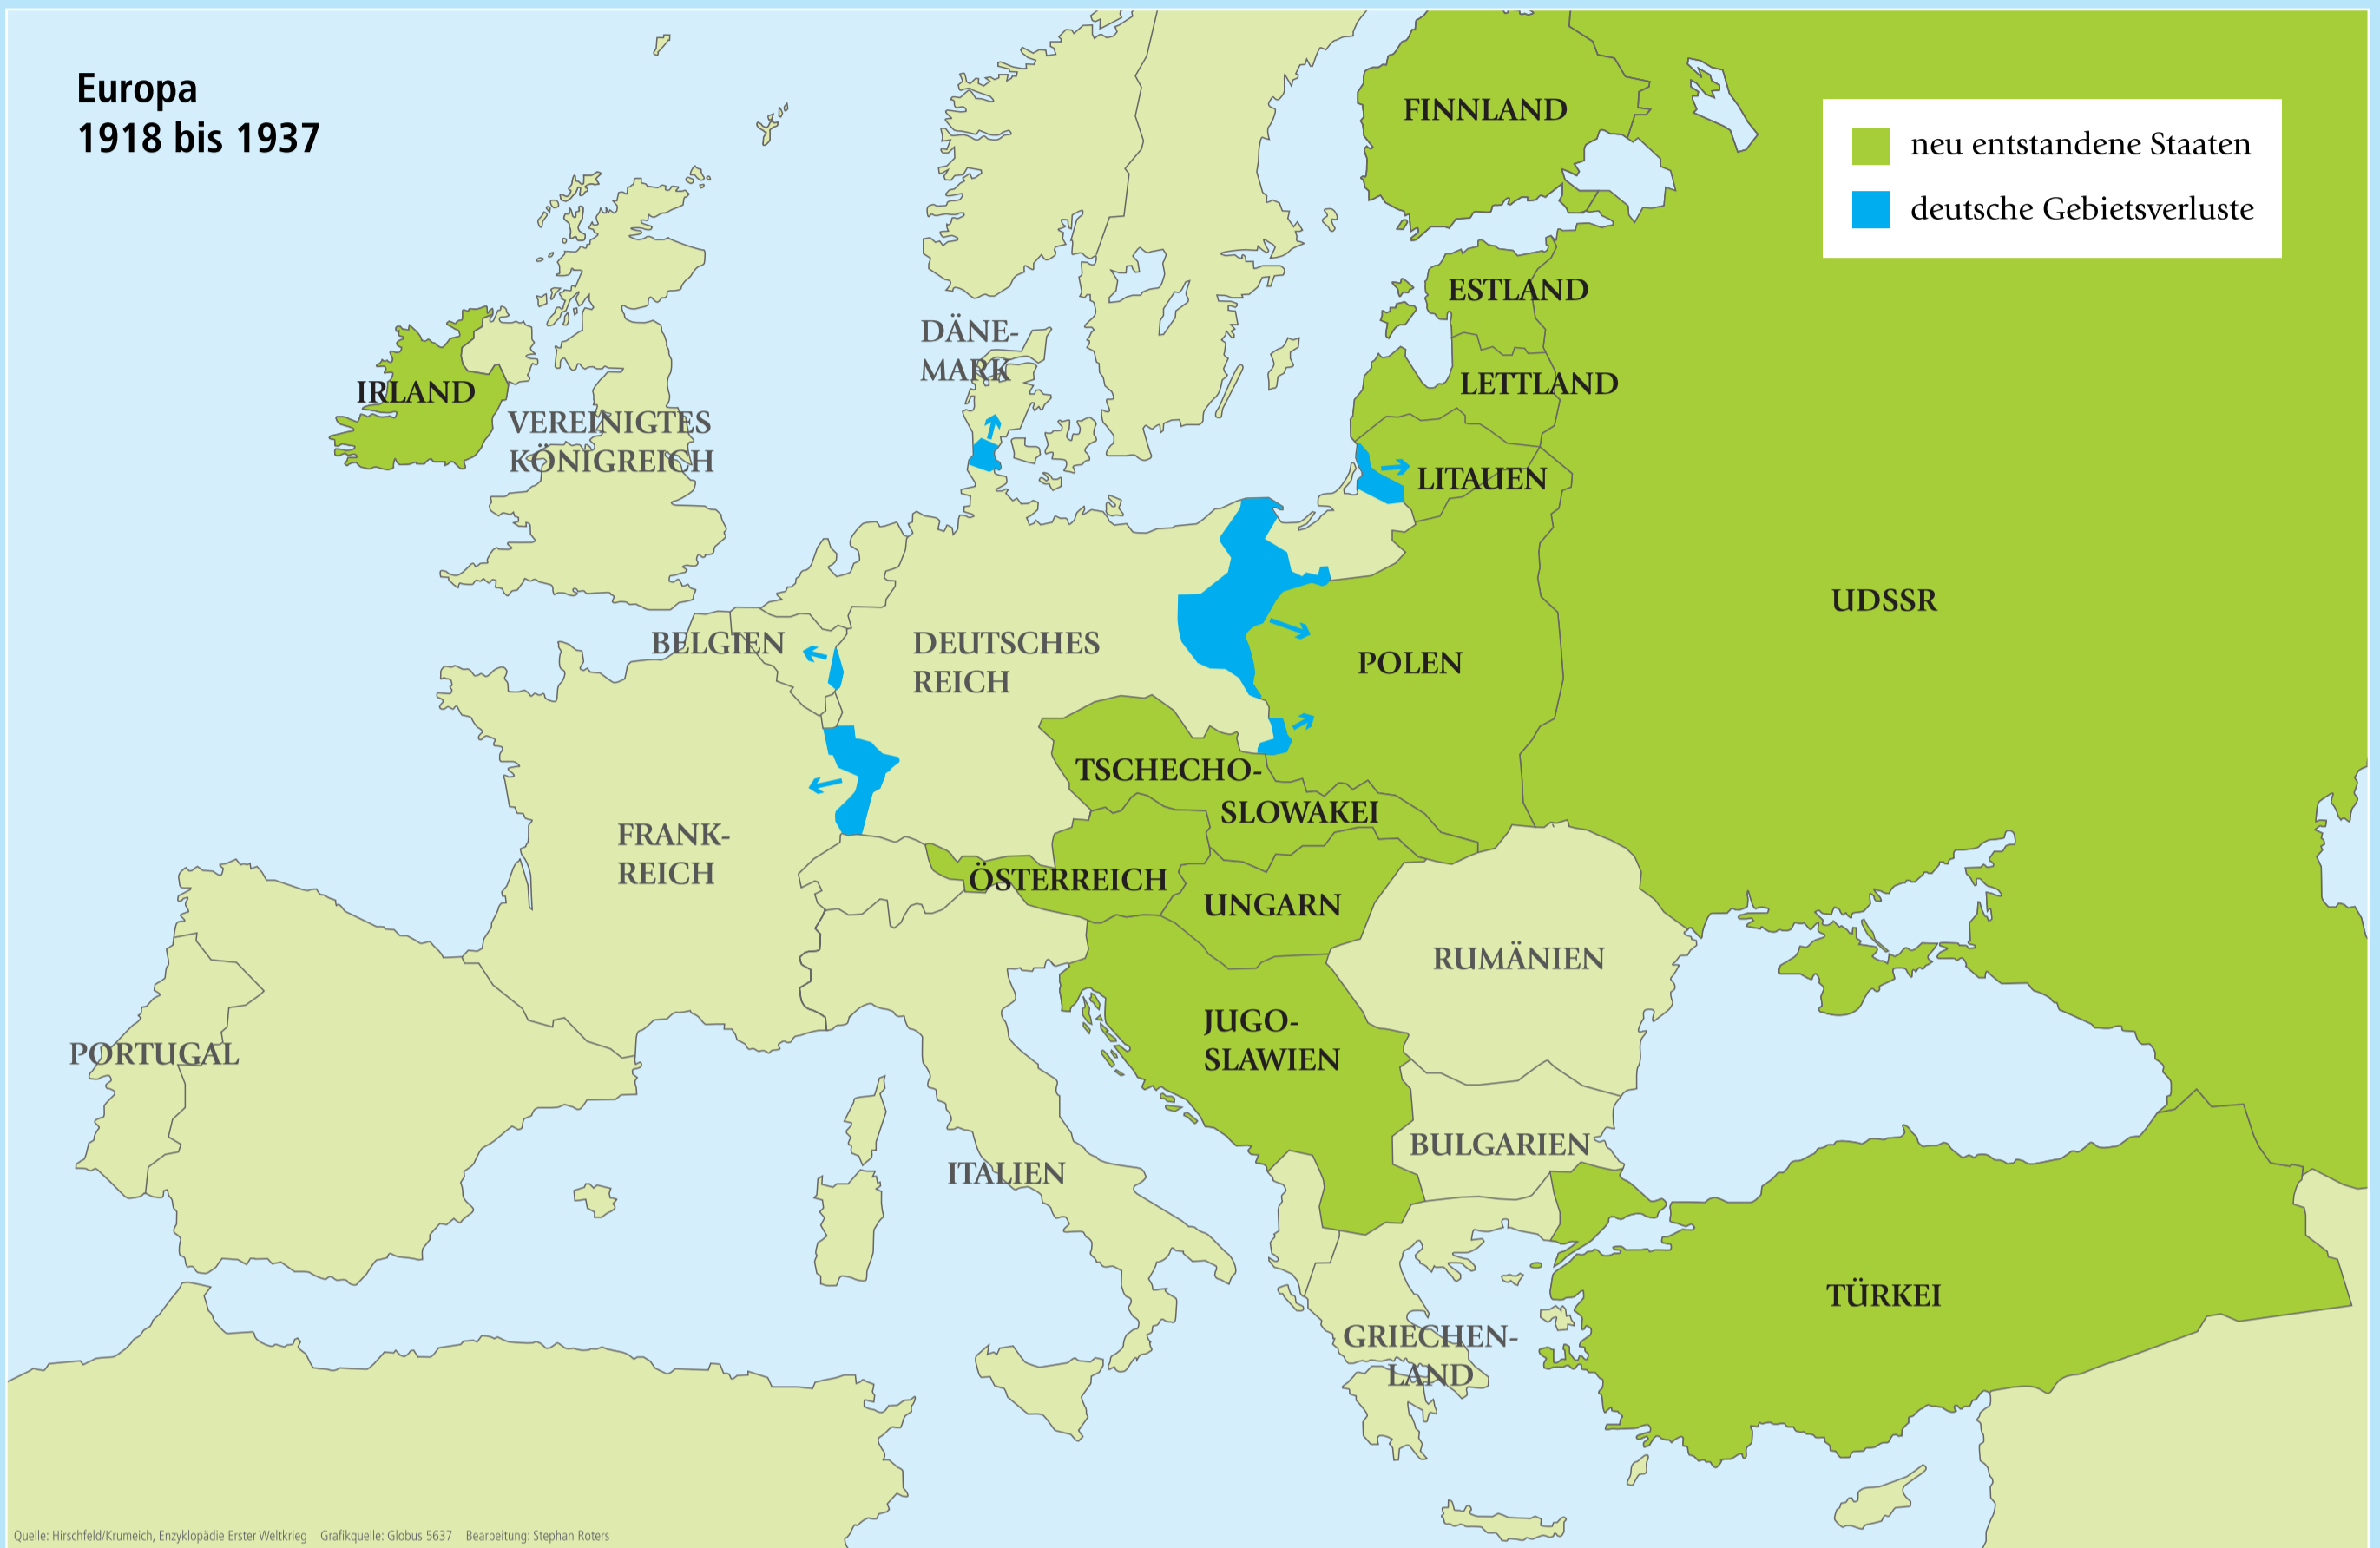 Europa
1918 bis 1937
neu entstandene Staaten
deutsche Gebietsverluste
FINNLAND
ESTLAND
LETTLAND
LITAUEN
DÄNE-
MARK
IRLAND
VEREINIGTES
KÖNIGREICH
BELGIEN
DEUTSCHES
REICH
POLEN
UDSSR
TSCHECHO-
SLOWAKEI
FRANK-
REICH
ÖSTERREICH
UNGARN
RUMÄNIEN
JUGO-
SLAWIEN
PORTUGAL
BULGARIEN
ITALIEN
TÜRKEI
GRIECHEN-
LAND
Quelle: Hirschfeld/Krumeich, Enzyklopädie Erster Weltkrieg Grafikquelle: Globus 5637 Bearbeitung: Stephan Roters